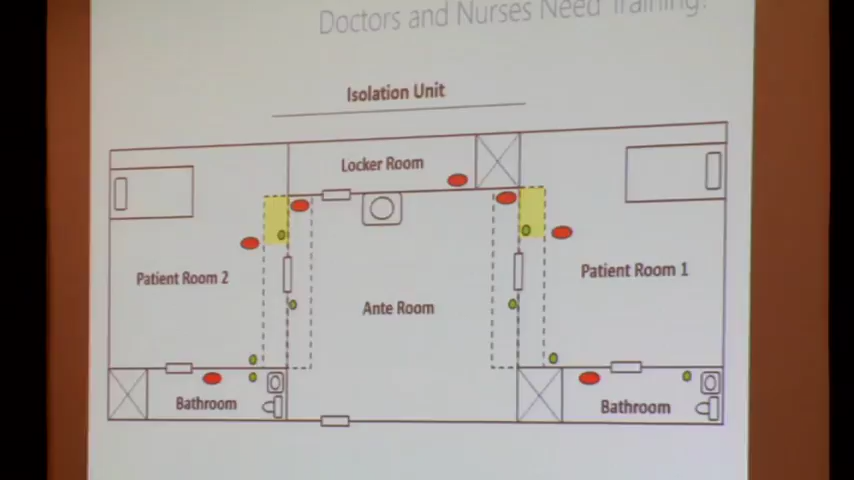 Doctors and Nurses Need Training?
Isolation Unit
Locker Room
Patient Room 2
Patient Room 1
Ante Room
Bathroom
Bathroom